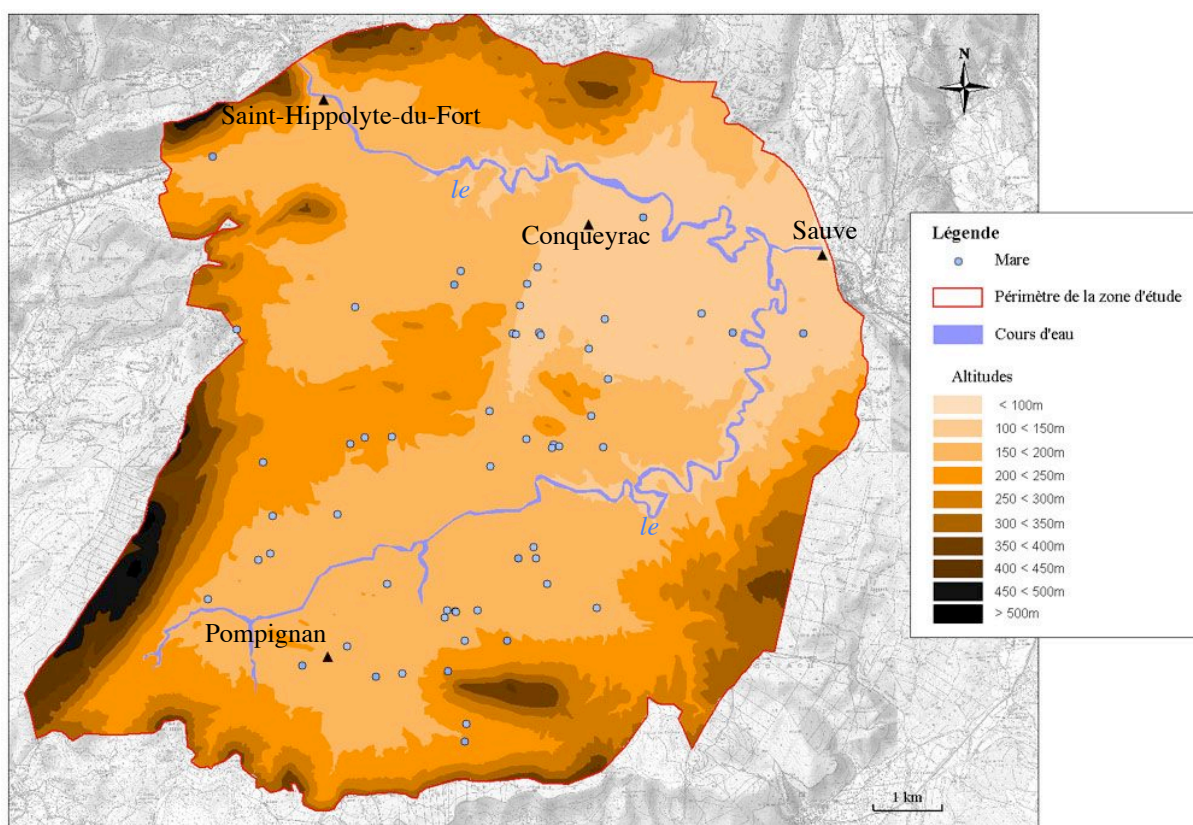 N
Saint-Hippolyte-du-Fort
le
Conqueyrac
Sauve
le
Pompignan
1 km
Légende
Mare
Périmètre de la zone d'étude
Cours d'eau
Altitudes
< 100m
100 < 150m
150 < 200m
200 < 250m
250 < 300m
300 < 350m
350 < 400m
400 < 450m
450 < 500m
> 500m